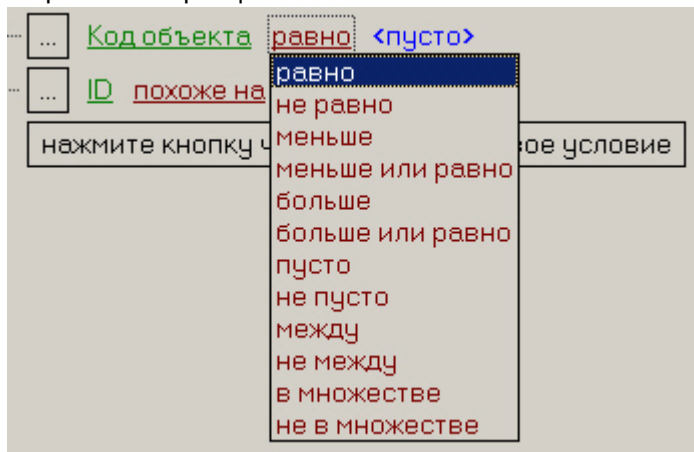 ... Код объекта равно <пусто>
... ID похоже на
нажмите кнопку ч ое условие
равно
не равно
меньше
меньше или равно
больше
больше или равно
пусто
не пусто
между
не между
в множестве
не в множестве